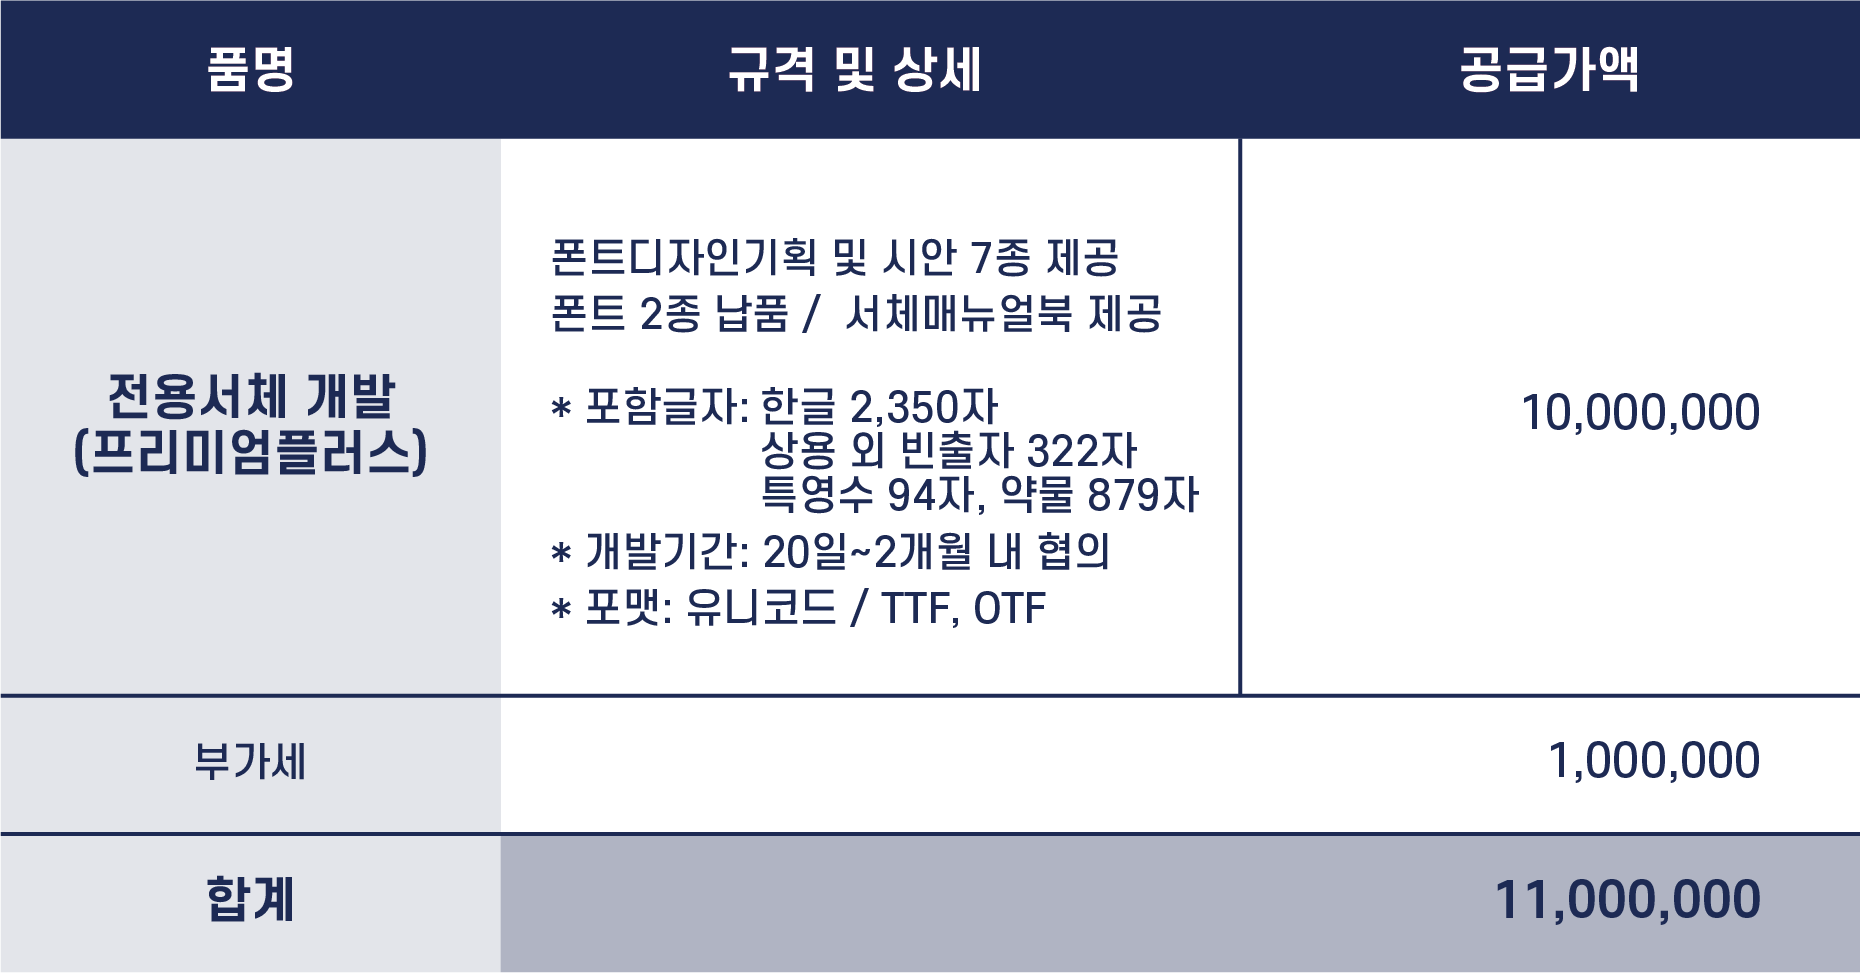 품명 규격 및 상세 공급가액
전용서체 개발
(프리미엄플러스)
폰트디자인기획 및 시안 7종 제공
폰트 2종 납품 / 서체매뉴얼북 제공
* 포함글자: 한글 2,350자
상용 외 빈출자 322자
특영수 94자, 약물 879자
* 개발기간: 20일~2개월 내 협의
* 포맷: 유니코드 / TTF, OTF
10,000,000
부가세 1,000,000
합계 11,000,000